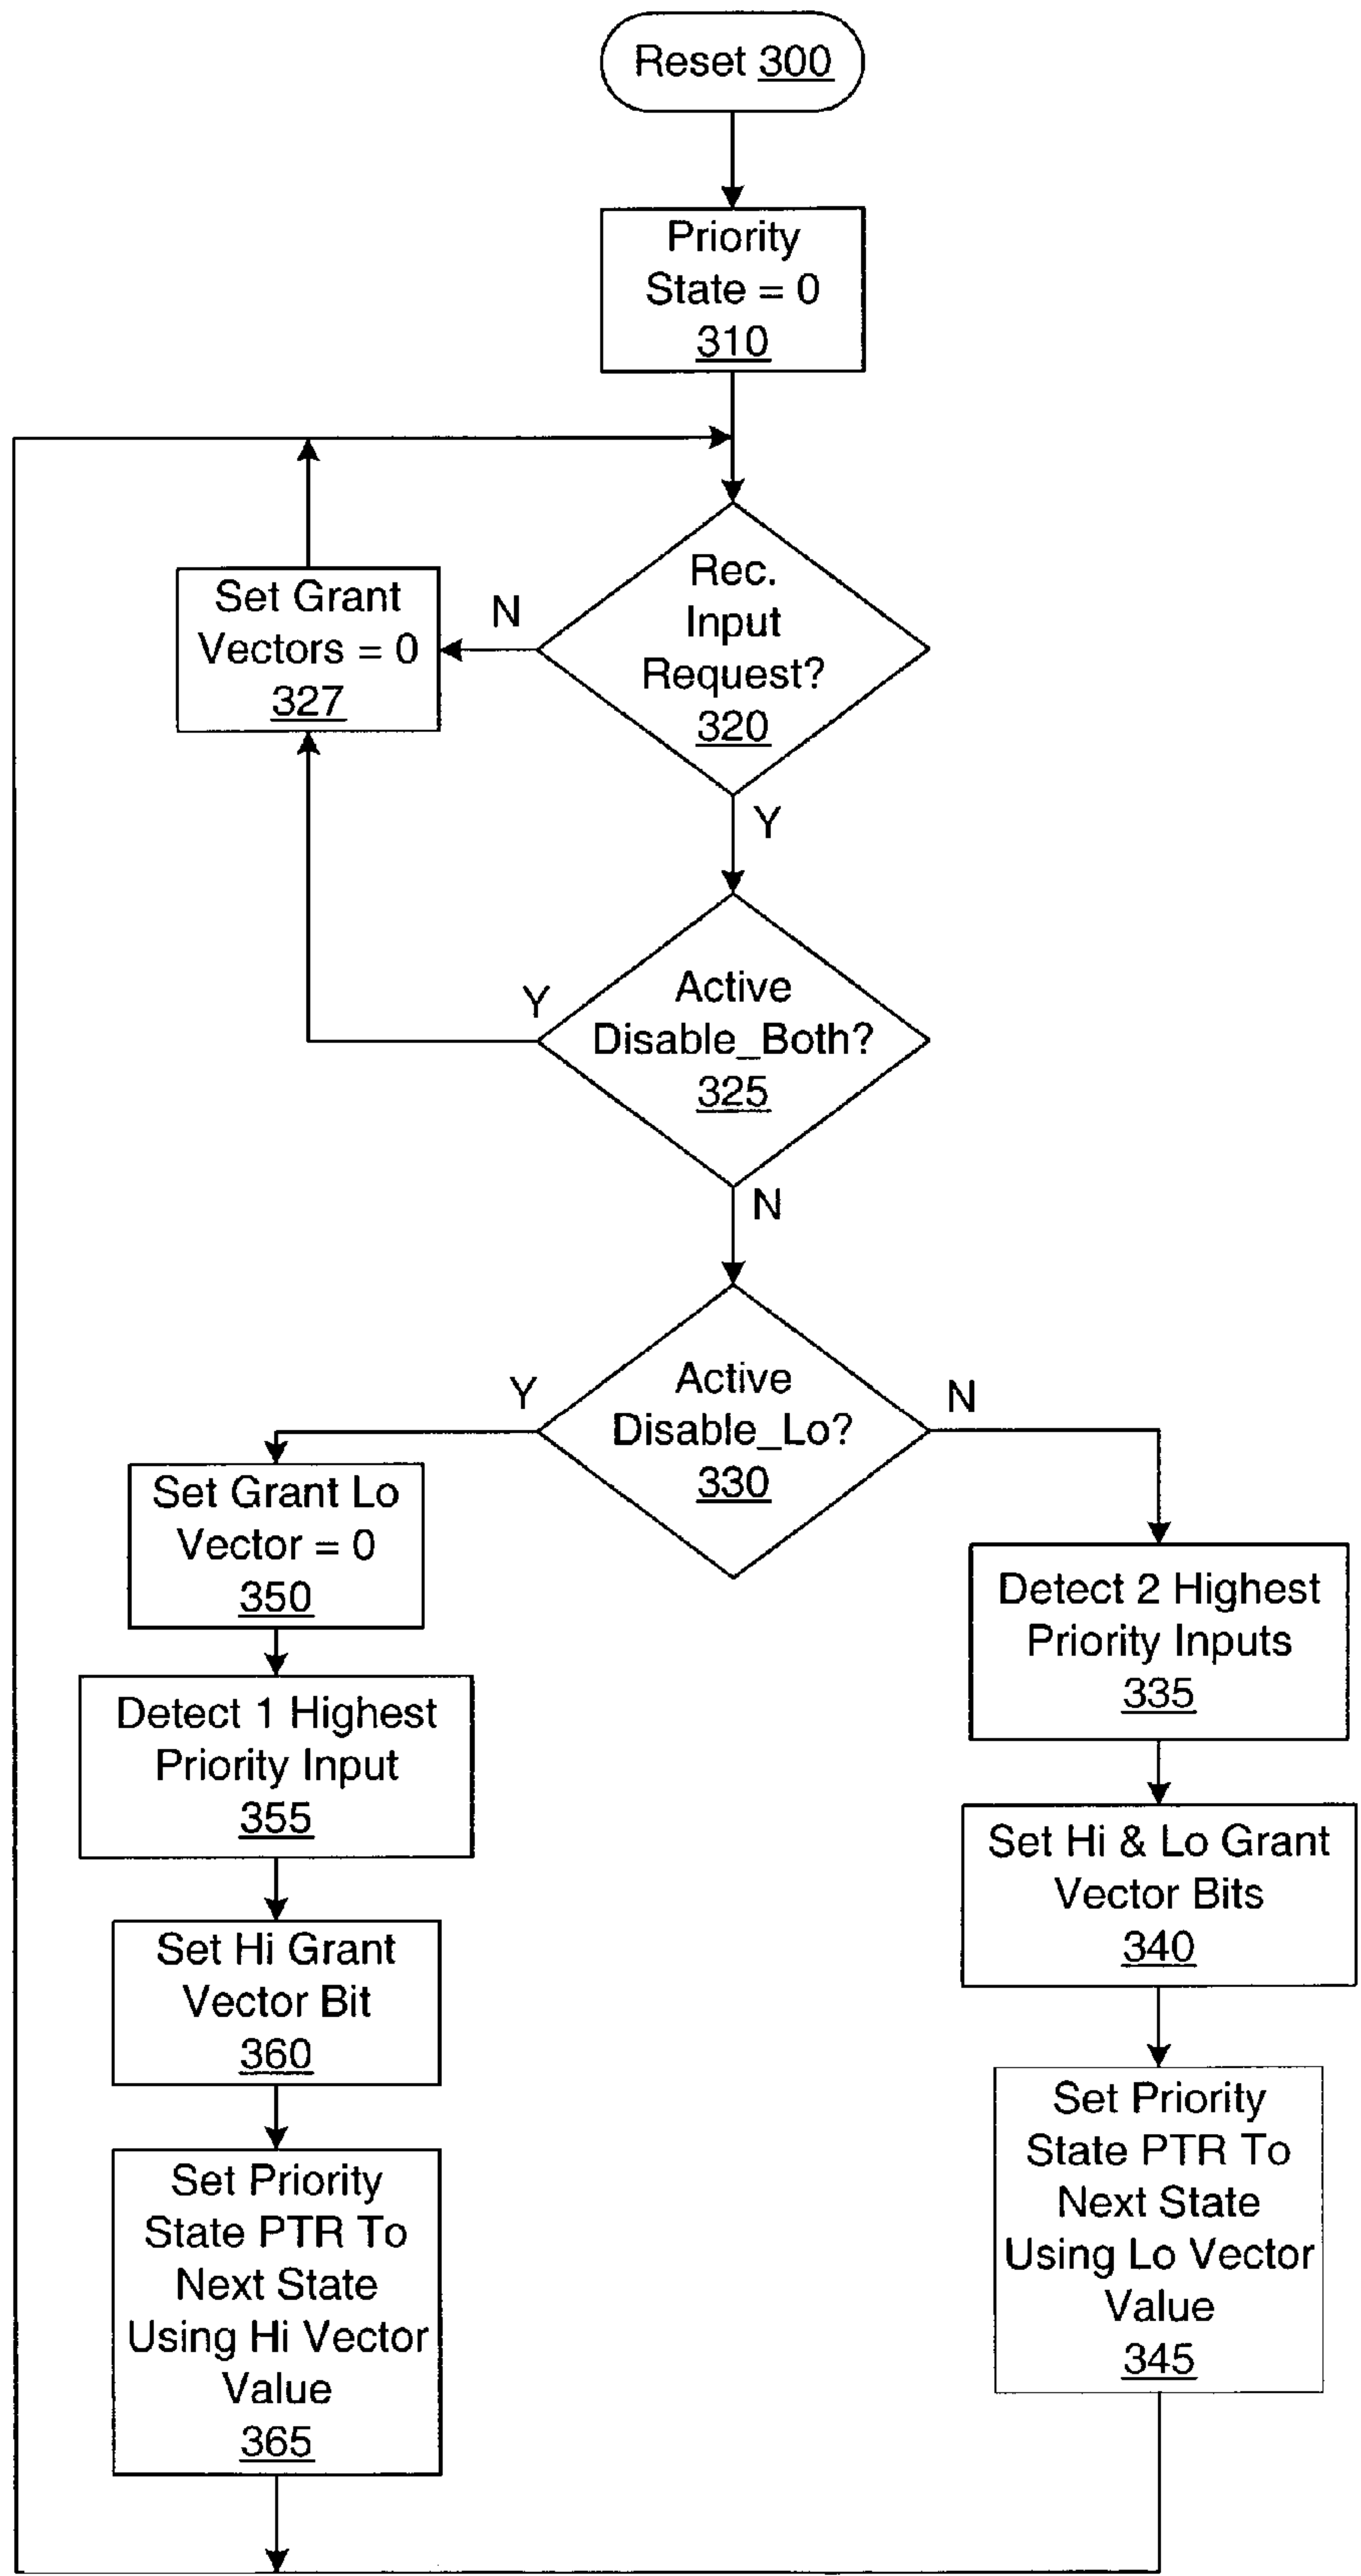 Reset 300
Priority
State = 0
310
Rec.
Input
Request?
320
N
Set Grant
Vectors = 0
327
Y
Active
Disable_Both?
325
Y
N
Active
Disable_Lo?
330
Y
N
Set Grant Lo
Vector = 0
350
Detect 1 Highest
Priority Input
355
Set Hi Grant
Vector Bit
360
Set Priority
State PTR To
Next State
Using Hi Vector
Value
365
Detect 2 Highest
Priority Inputs
335
Set Hi & Lo Grant
Vector Bits
340
Set Priority
State PTR To
Next State
Using Lo Vector
Value
345